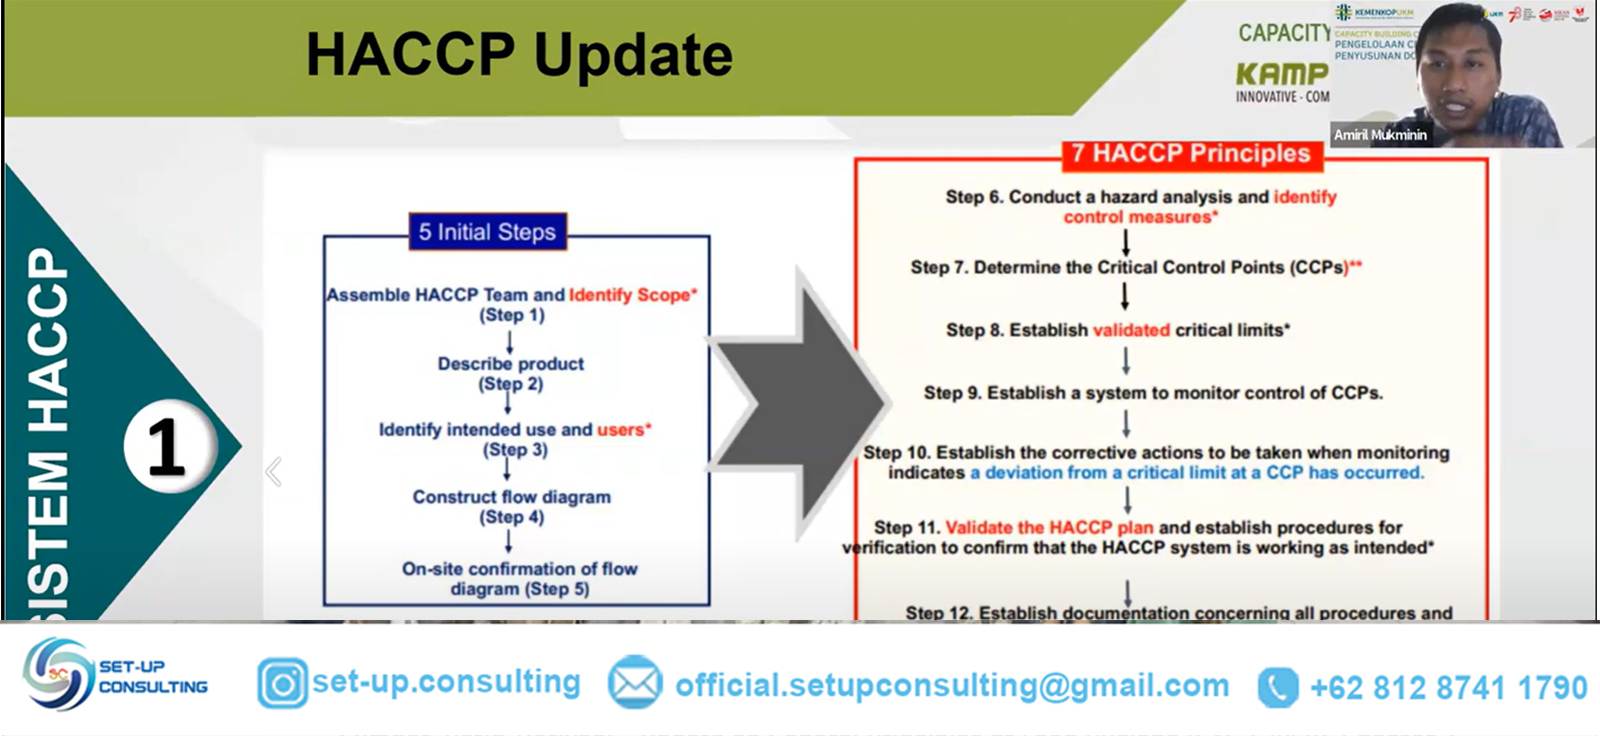 HACCP Update
CAPACITY
KAMP
INNOVATIVE - COM
KEMENKOPUKM
CAPACITY BUILDING
PENGELOLAAN
PENYUSUNAN
Amiril Mukminin
SISTEM HACCP
1
5 Initial Steps
Assemble HACCP Team and Identify Scope*
(Step 1)
Describe product
(Step 2)
Identify intended use and users*
(Step 3)
Construct flow diagram
(Step 4)
On-site confirmation of flow
diagram (Step 5)
7 HACCP Principles
Step 6. Conduct a hazard analysis and identify
control measures*
Step 7. Determine the Critical Control Points (CCPs)**
Step 8. Establish validated critical limits*
Step 9. Establish a system to monitor control of CCPs.
Step 10. Establish the corrective actions to be taken when monitoring
indicates a deviation from a critical limit at a CCP has occurred.
Step 11. Validate the HACCP plan and establish procedures for
verification to confirm that the HACCP system is working as intended*
Step 12. Establish documentation concerning all procedures and
SC
SET-UP
CONSULTING
set-up.consulting
official.setupconsulting@gmail.com
+62 812 8741 1790